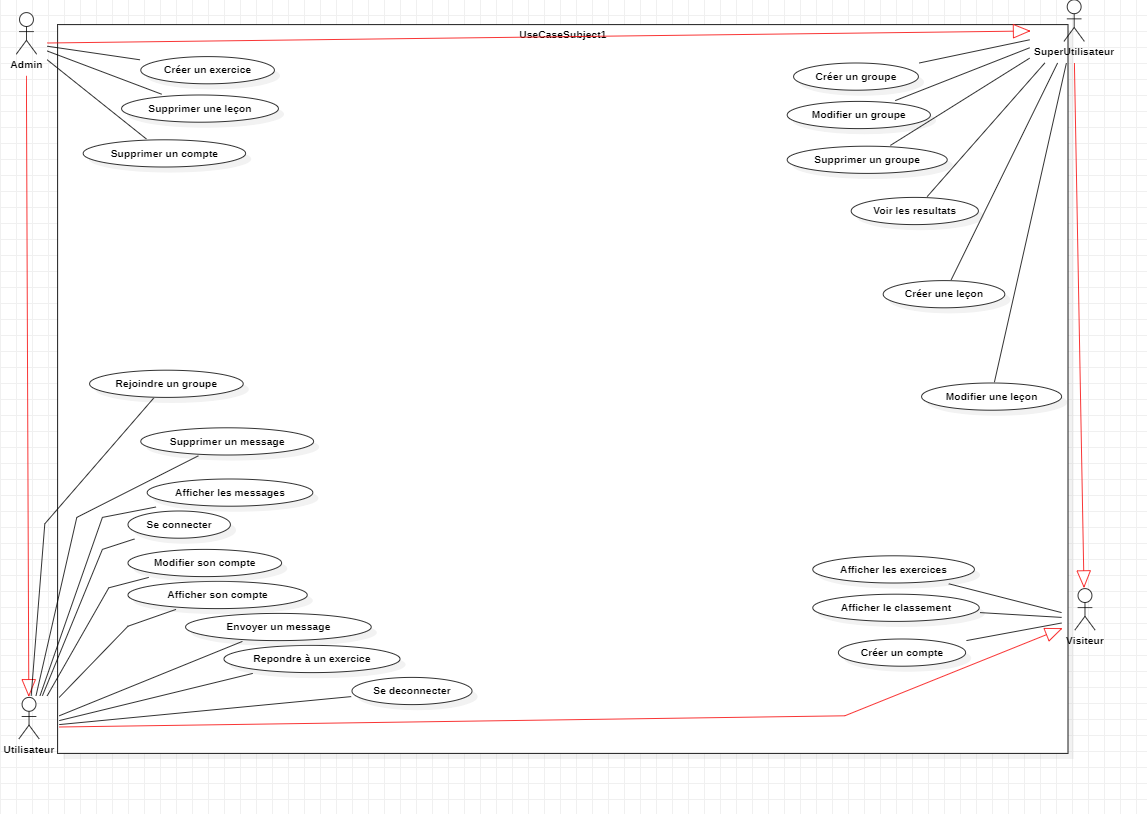 UseCaseSubject1
Admin
SuperUtilisateur
Créer un exercice
Supprimer une leçon
Supprimer un compte
Créer un groupe
Modifier un groupe
Supprimer un groupe
Voir les resultats
Créer une leçon
Modifier une leçon
Rejoindre un groupe
Supprimer un message
Afficher les messages
Se connecter
Modifier son compte
Afficher son compte
Envoyer un message
Repondre à un exercice
Se deconnecter
Afficher les exercices
Afficher le classement
Créer un compte
Visiteur
Utilisateur